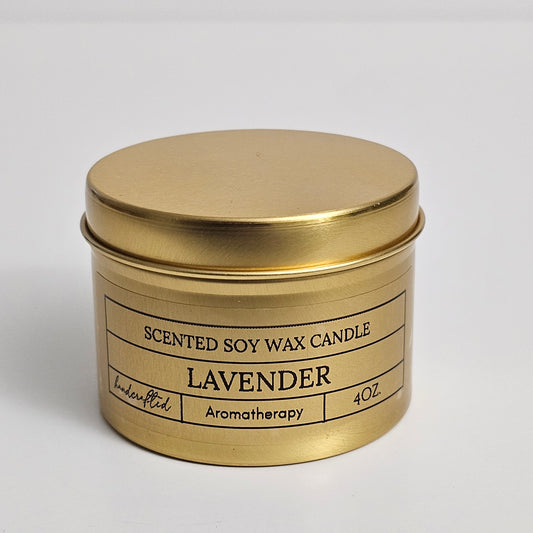 SCENTED SOY WAX CANDLE
LAVENDER
handcrafted Aromatherapy 4OZ.